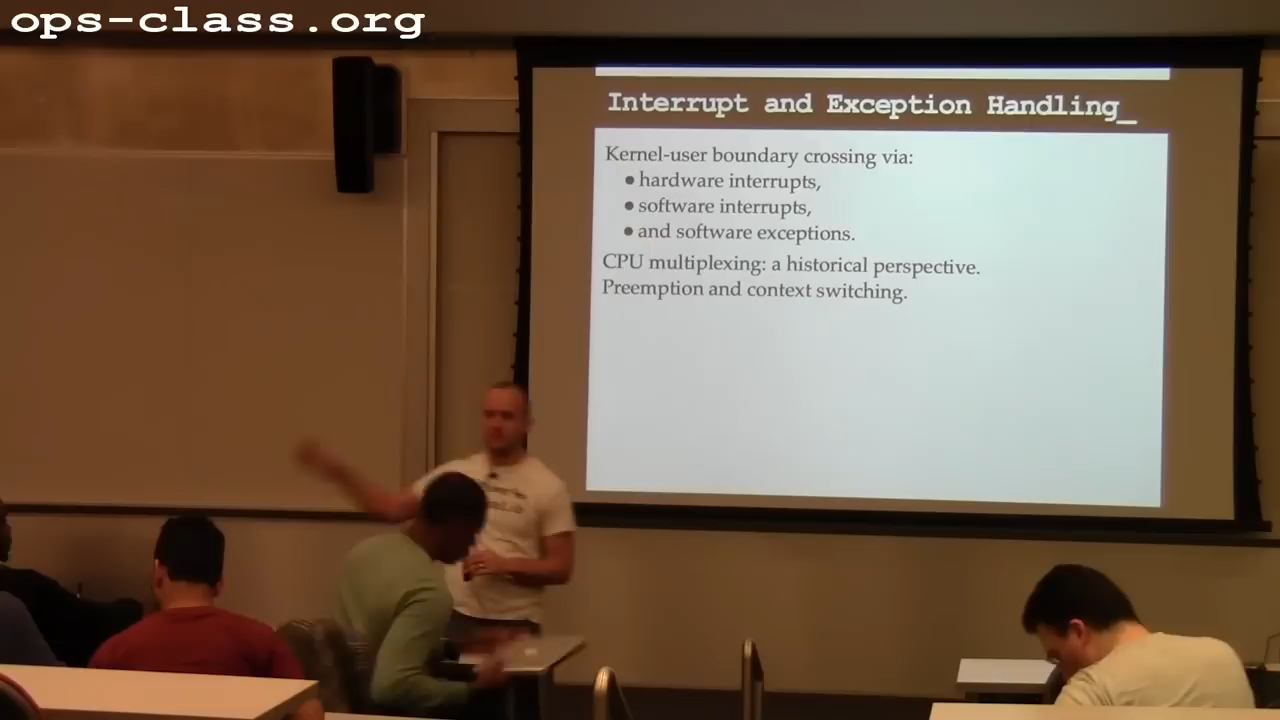 ops-class.org
Interrupt and Exception Handling_
Kernel-user boundary crossing via:
• hardware interrupts,
• software interrupts,
• and software exceptions.
CPU multiplexing: a historical perspective.
Preemption and context switching.